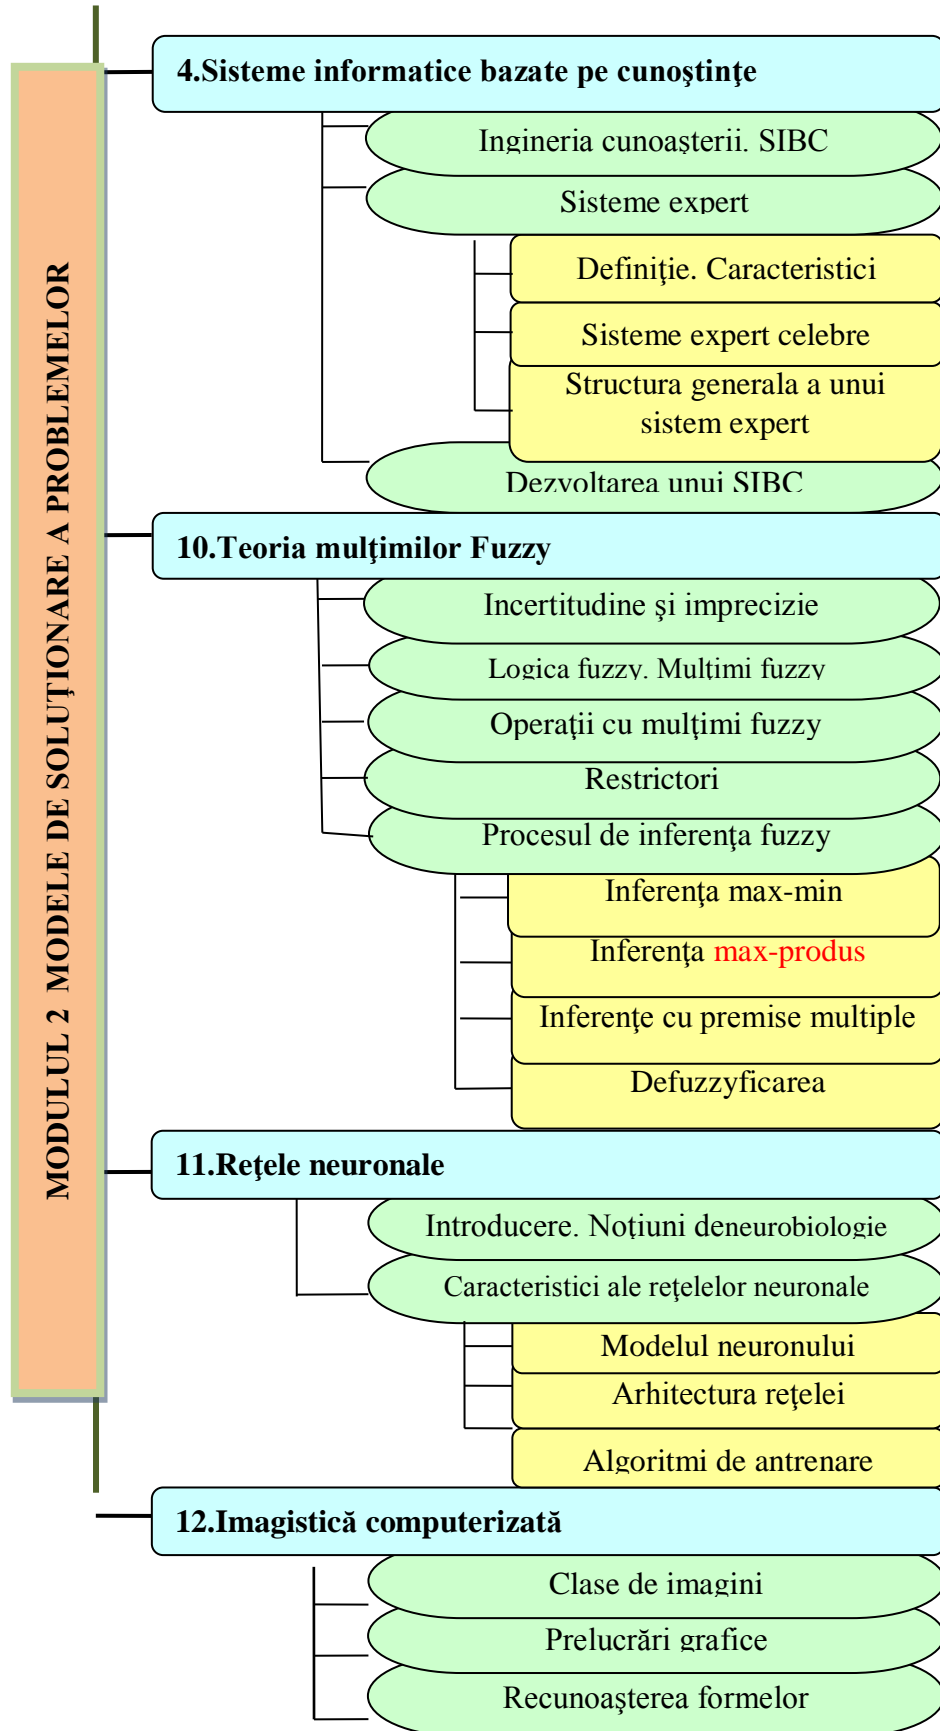 MODULUL 2 MODELE DE SOLUŢIONARE A PROBLEMELOR
4.Sisteme informatice bazate pe cunoştinţe
Ingineria cunoaşterii. SIBC
Sisteme expert
Definiţie. Caracteristici
Sisteme expert celebre
Structura generala a unui
sistem expert
Dezvoltarea unui SIBC
10.Teoria mulţimilor Fuzzy
Incertitudine şi imprecizie
Logica fuzzy. Mulţimi fuzzy
Operaţii cu mulţimi fuzzy
Restrictori
Procesul de inferenţa fuzzy
Inferenţa max-min
Inferenţa max-produs
Inferenţe cu premise multiple
Defuzzyficarea
11.Reţele neuronale
Introducere. Noţiuni deneurobiologie
Caracteristici ale reţelelor neuronale
Modelul neuronului
Arhitectura reţelei
Algoritmi de antrenare
12.Imagistică computerizată
Clase de imagini
Prelucrări grafice
Recunoaşterea formelor